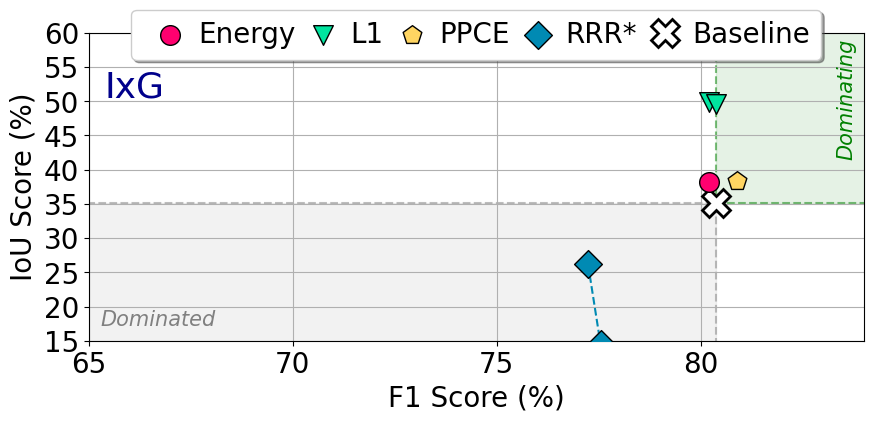 Energy L1 PPCE RRR* Baseline
IxG
Dominating
Dominated
IoU Score (%)
60
55
50
45
40
35
30
25
20
15
65 70 75 80
F1 Score (%)